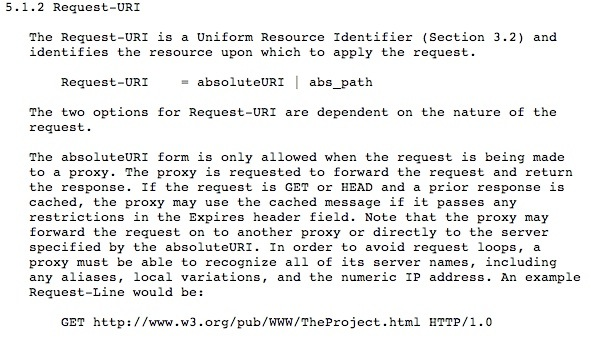 5.1.2 Request-URI
The Request-URI is a Uniform Resource Identifier (Section 3.2) and
identifies the resource upon which to apply the request.
Request-URI = absoluteURI | abs_path
The two options for Request-URI are dependent on the nature of the
request.
The absoluteURI form is only allowed when the request is being made
to a proxy. The proxy is requested to forward the request and return
the response. If the request is GET or HEAD and a prior response is
cached, the proxy may use the cached message if it passes any
restrictions in the Expires header field. Note that the proxy may
forward the request on to another proxy or directly to the server
specified by the absoluteURI. In order to avoid request loops, a
proxy must be able to recognize all of its server names, including
any aliases, local variations, and the numeric IP address. An example
Request-Line would be:
GET http://www.w3.org/pub/WWW/TheProject.html HTTP/1.0